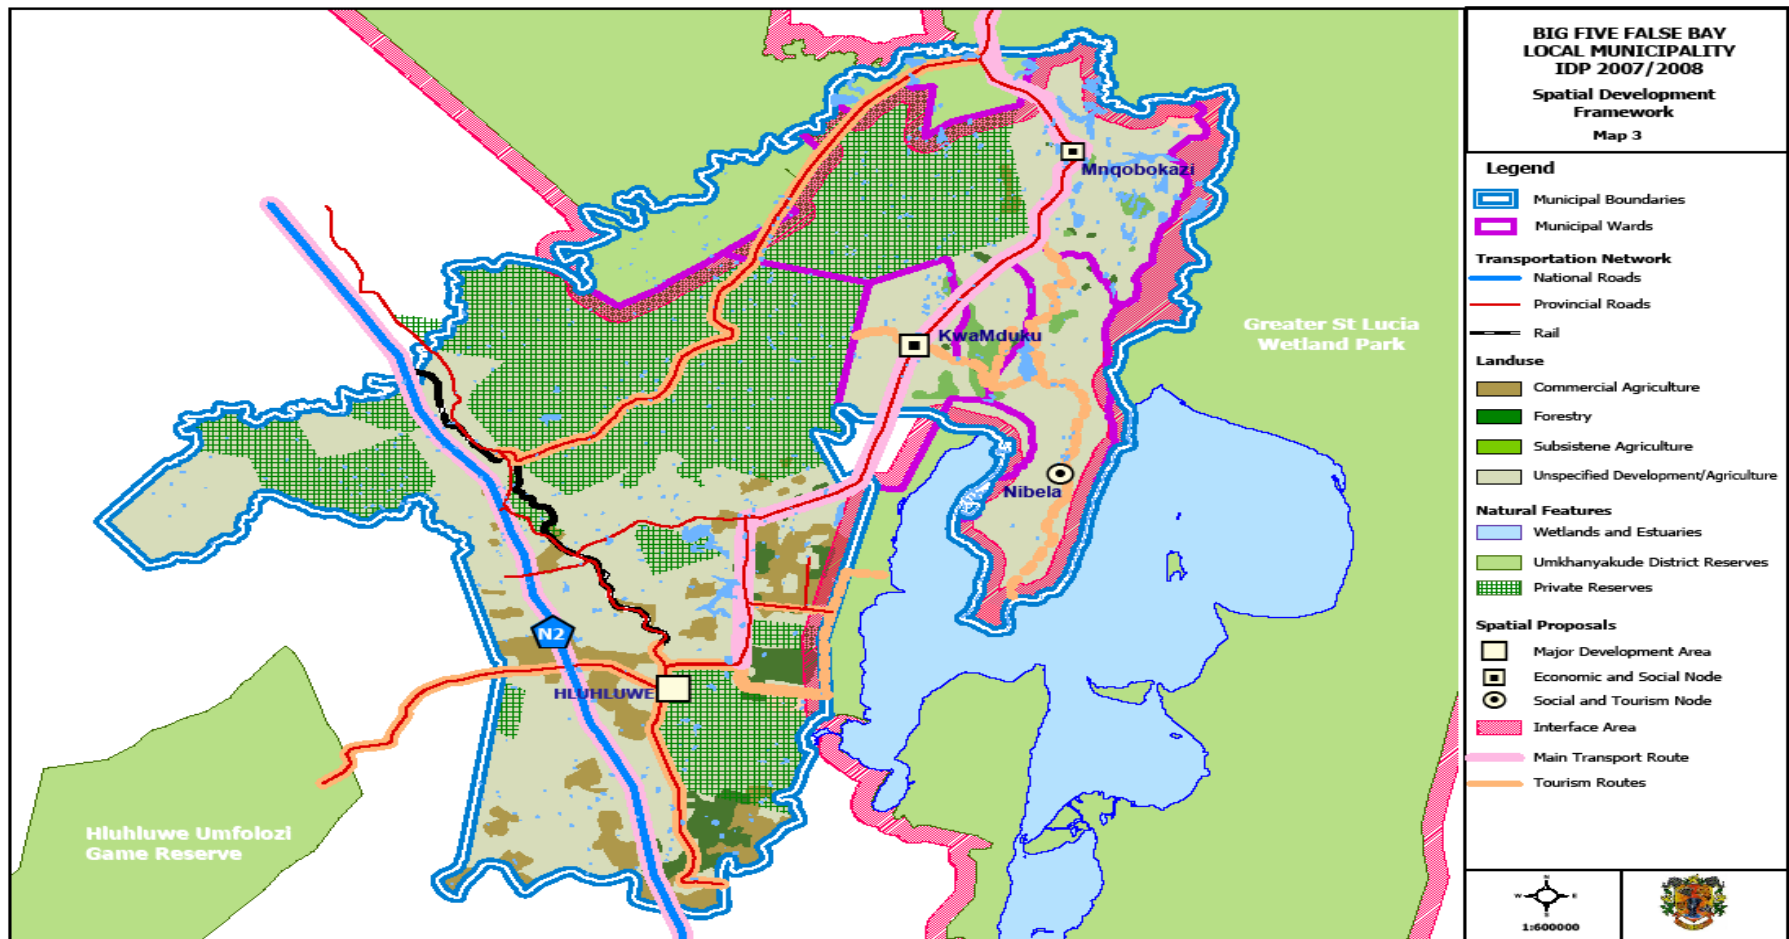 BIG FIVE FALSE BAY
LOCAL MUNICIPALITY
IDP 2007/2008
Spatial Development
Framework
Map 3
Legend
Municipal Boundaries
Municipal Wards
Transportation Network
National Roads
Provincial Roads
Rail
Landuse
Commercial Agriculture
Forestry
Subsistene Agriculture
Unspecified Development/Agriculture
Natural Features
Wetlands and Estuaries
Umkhanyakude District Reserves
Private Reserves
Spatial Proposals
Major Development Area
Economic and Social Node
Social and Tourism Node
Interface Area
Main Transport Route
Tourism Routes
N
W E
S
1:600000
Mnqobokazi
KwaMduku
Greater St Lucia
Wetland Park
Nibela
N2
HLUHLUWE
Hluhluwe Umfolozi
Game Reserve